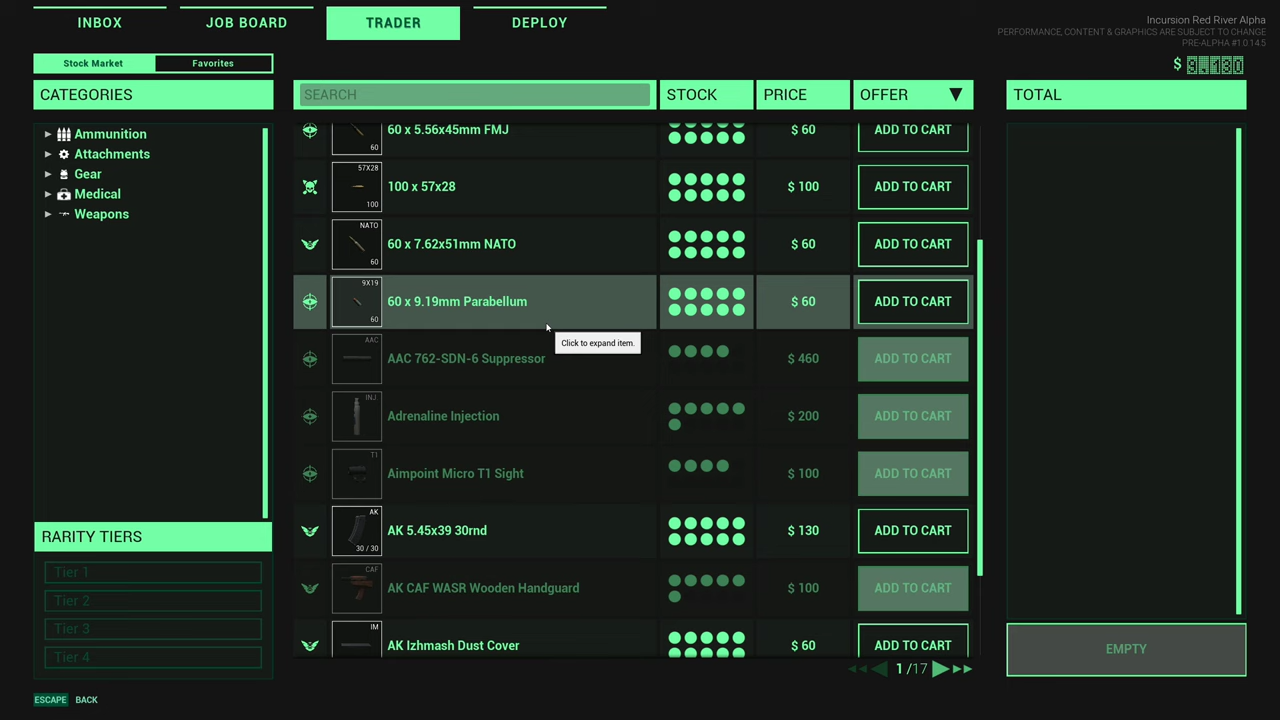 INBOX
JOB BOARD
TRADER
DEPLOY
Incursion Red River Alpha
PERFORMANCE, CONTENT & GRAPHICS ARE SUBJECT TO CHANGE
PRE-ALPHA #1.0.14.5
Stock Market
Favorites
$
CATEGORIES
SEARCH
STOCK
PRICE
OFFER
TOTAL
Ammunition
Attachments
Gear
Medical
Weapons
60
60 x 5.56x45mm FMJ
$ 60
ADD TO CART
57X28
100
100 x 57x28
$ 100
ADD TO CART
NATO
60
60 x 7.62x51mm NATO
$ 60
ADD TO CART
9X19
60
60 x 9.19mm Parabellum
$ 60
ADD TO CART
Click to expand item.
AAC
AAC 762-SDN-6 Suppressor
$ 460
ADD TO CART
INJ
Adrenaline Injection
$ 200
ADD TO CART
T1
Aimpoint Micro T1 Sight
$ 100
ADD TO CART
AK
30 / 30
AK 5.45x39 30rnd
$ 130
ADD TO CART
CAF
AK CAF WASR Wooden Handguard
$ 100
ADD TO CART
IM
AK Izhmash Dust Cover
$ 60
ADD TO CART
RARITY TIERS
Tier 1
Tier 2
Tier 3
Tier 4
1 /17
EMPTY
ESCAPE BACK